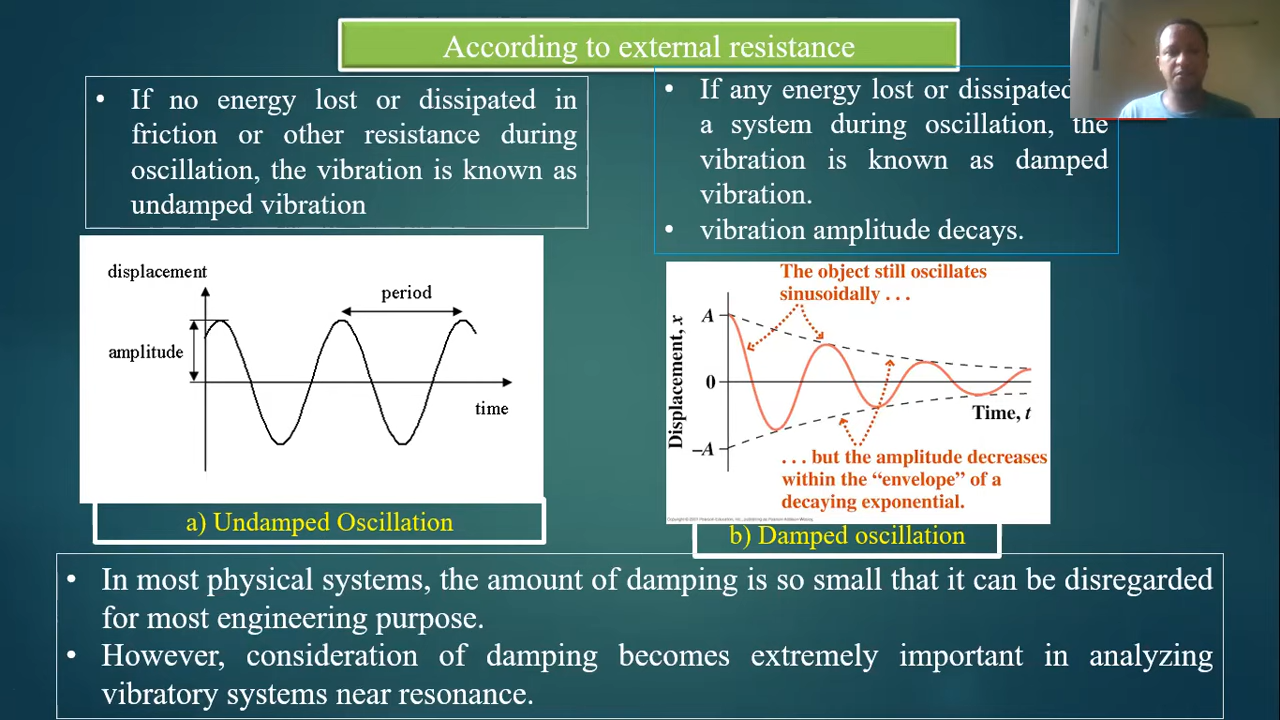 According to external resistance
• If no energy lost or dissipated in
friction or other resistance during
oscillation, the vibration is known as
undamped vibration
• If any energy lost or dissipated
a system during oscillation, the
vibration is known as damped
vibration.
• vibration amplitude decays.
displacement
period
amplitude
time
a) Undamped Oscillation
The object still oscillates
sinusoidally . . .
A
0
–A
Displacement, x
Time, t
. . . but the amplitude decreases
within the “envelope” of a
decaying exponential.
b) Damped oscillation
• In most physical systems, the amount of damping is so small that it can be disregarded
for most engineering purpose.
• However, consideration of damping becomes extremely important in analyzing
vibratory systems near resonance.